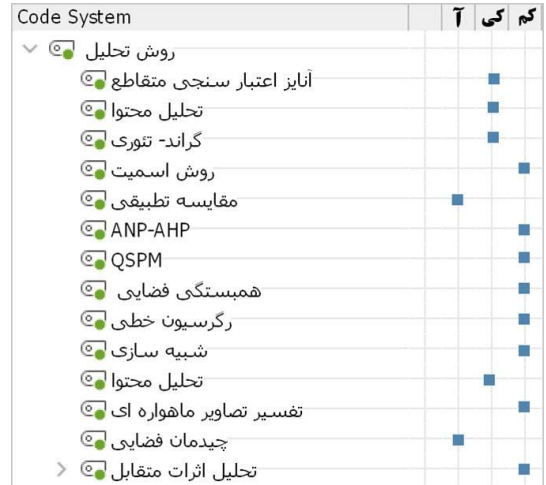 Code System آ کی کم
روش تحلیل
آنایز اعتبار سنجی متقاطع
تحلیل محتوا
گراند- تئوری
روش اسمیت
مقایسه تطبیقی
ANP-AHP
QSPM
همبستگی فضایی
رگرسیون خطی
شبیه سازی
تحلیل محتوا
تفسیر تصاویر ماهواره ای
چیدمان فضایی
تحلیل اثرات متقابل